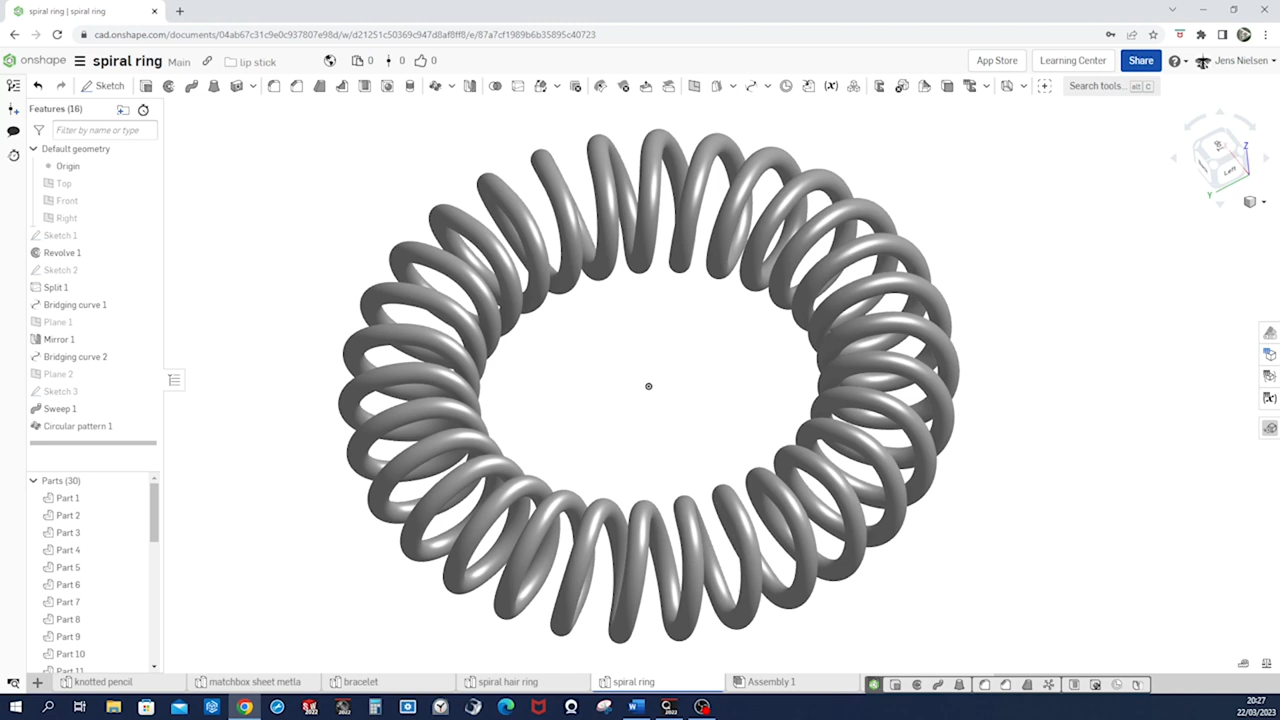 spiral ring | spiral ring
cad.onshape.com/documents/04ab67c31c9e0c937807e98d/w/d21251c50369c947d8af8ff8/e/87a7cf1989b6b35895c40723
onshape spiral ring Main lip stick 0 0 0 App Store Learning Center Share Jens Nielsen
Sketch Search tools... alt C
Features (16)
Filter by name or type
Default geometry
Origin
Top
Front
Right
Sketch 1
Revolve 1
Sketch 2
Split 1
Bridging curve 1
Plane 1
Mirror 1
Bridging curve 2
Plane 2
Sketch 3
Sweep 1
Circular pattern 1
Parts (30)
Part 1
Part 2
Part 3
Part 4
Part 5
Part 6
Part 7
Part 8
Part 9
Part 10
Part 11
Z
Left
Y
knotted pencil matchbox sheet metla bracelet spiral hair ring spiral ring Assembly 1
20:27
22/03/2023